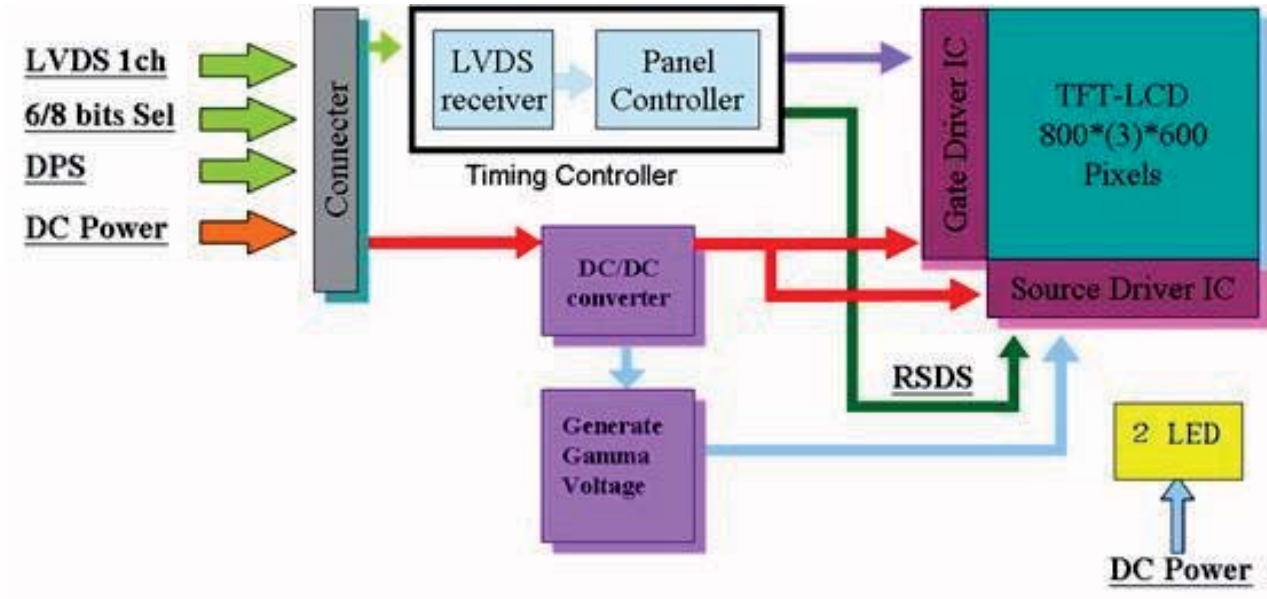 LVDS 1ch
6/8 bits Sel
DPS
DC Power
Connecter
LVDS
receiver
Panel
Controller
Timing Controller
DC/DC
converter
Generate
Gamma
Voltage
Gate Driver IC
TFT-LCD
800*(3)*600
Pixels
Source Driver IC
RSDS
2 LED
DC Power